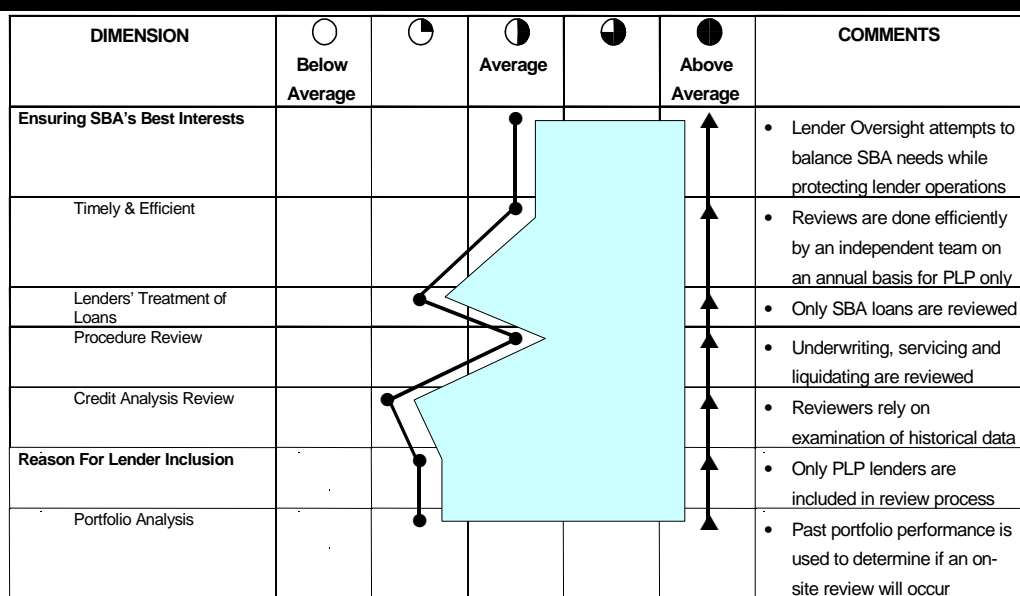 DIMENSION
Below
Average
Average
Above
Average
COMMENTS
Ensuring SBA's Best Interests
• Lender Oversight attempts to
balance SBA needs while
protecting lender operations
Timely & Efficient
• Reviews are done efficiently
by an independent team on
an annual basis for PLP only
Lenders' Treatment of
Loans
• Only SBA loans are reviewed
Procedure Review
• Underwriting, servicing and
liquidating are reviewed
Credit Analysis Review
• Reviewers rely on
examination of historical data
Reason For Lender Inclusion
• Only PLP lenders are
included in review process
Portfolio Analysis
• Past portfolio performance is
used to determine if an on-
site review will occur